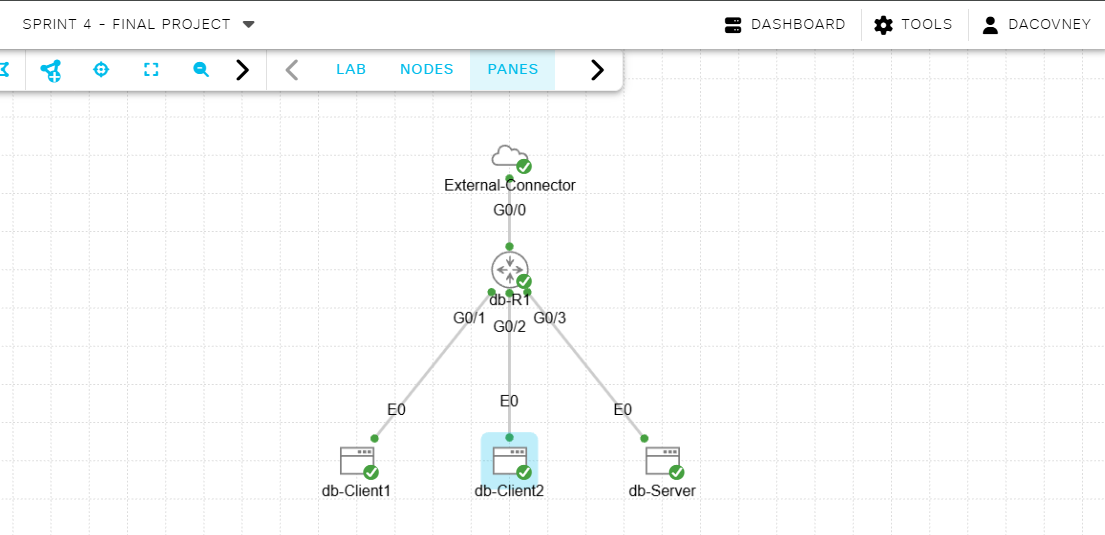 SPRINT 4 - FINAL PROJECT
DASHBOARD
TOOLS
DACOVNEY
LAB
NODES
PANES
External-Connector
G0/0
db-R1
G0/1
G0/2
G0/3
E0
E0
E0
db-Client1
db-Client2
db-Server